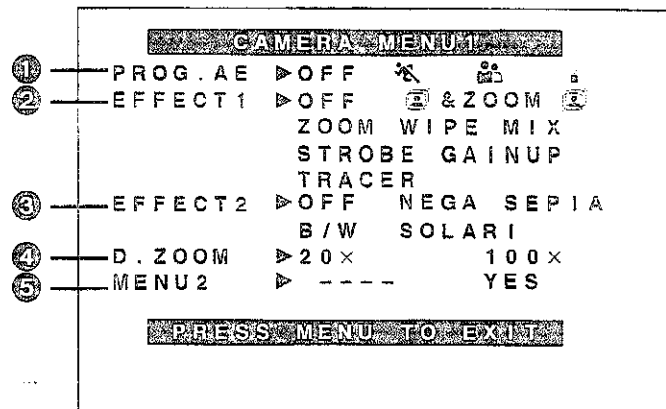 CAMERA MENU1
① PROG.AE ▷OFF
② EFFECT1 ▷OFF &ZOOM
ZOOM WIPE MIX
STROBE GAINUP
TRACER
③ EFFECT2 ▷OFF NEGA SEPIA
B/W SOLARI
④ D.ZOOM ▷20× 100×
⑤ MENU2 ▷ ---- YES
PRESS MENU TO EXIT